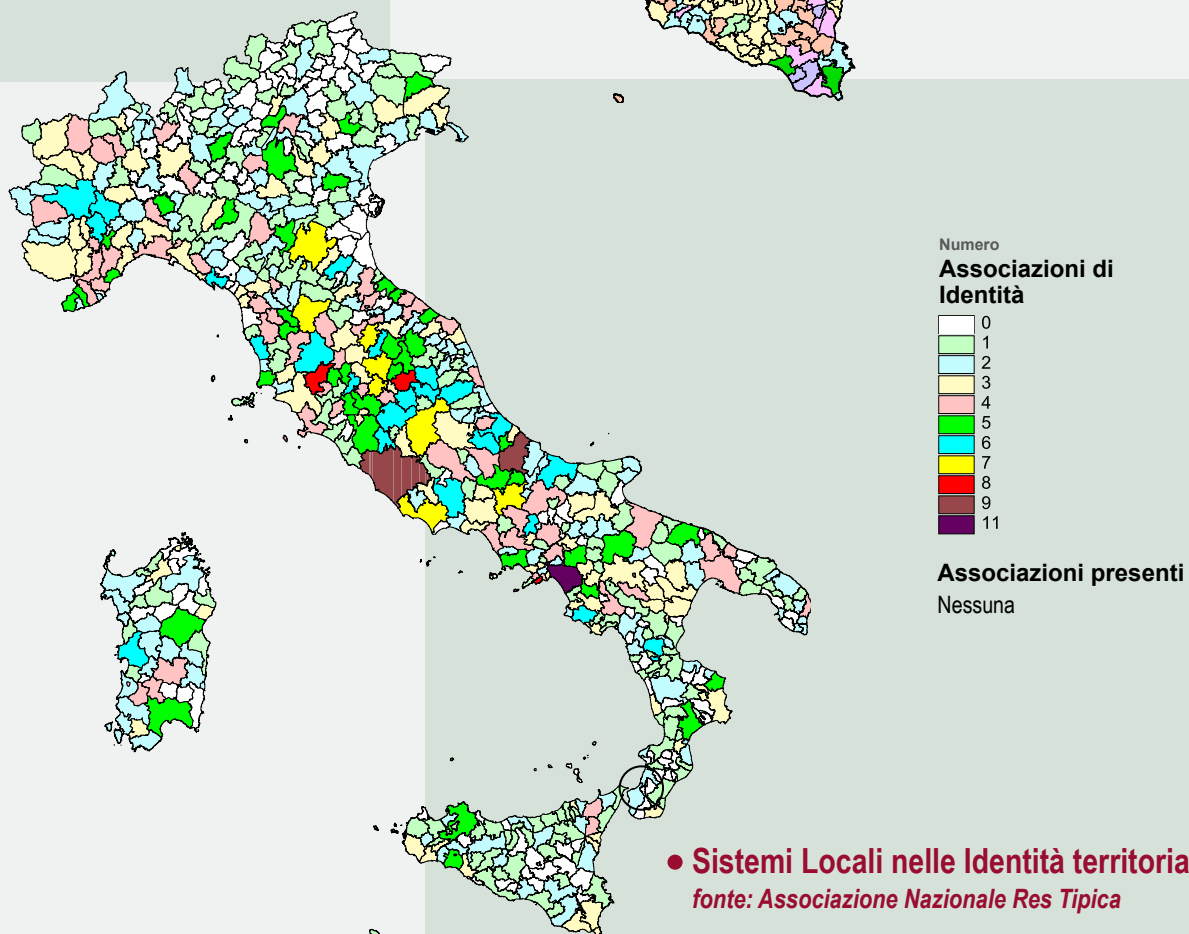 Numero
Associazioni di
Identità
0
1
2
3
4
5
6
7
8
9
11
Associazioni presenti
Nessuna
• Sistemi Locali nelle Identità territoria
fonte: Associazione Nazionale Res Tipica